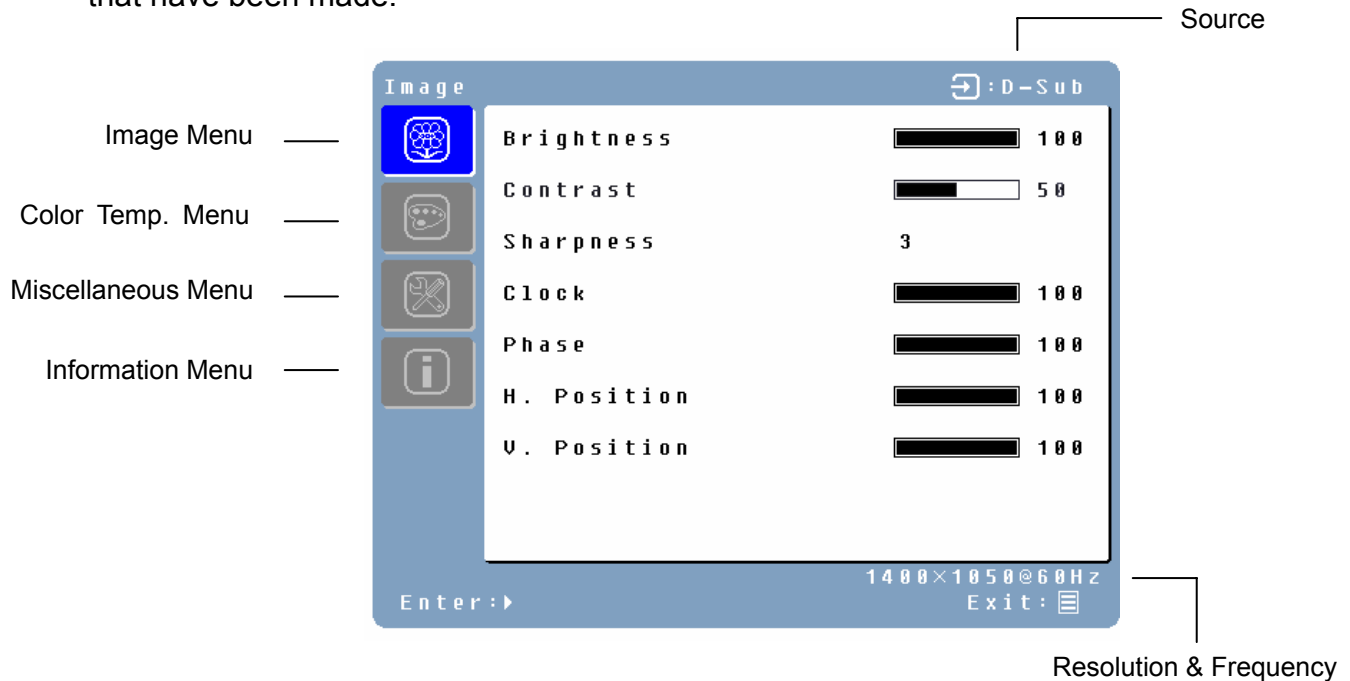 that have been made.
Source
Image :D-Sub
Image Menu
Brightness 100
Contrast 50
Color Temp. Menu
Sharpness 3
Miscellaneous Menu
Clock 100
Phase 100
Information Menu
H. Position 100
V. Position 100
1400×1050@60Hz
Enter: Exit:
Resolution & Frequency